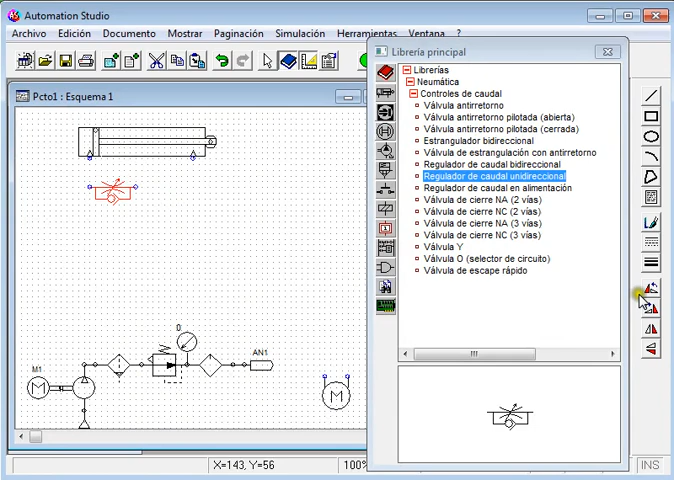 Automation Studio
Archivo Edición Documento Mostrar Paginación Simulación Herramientas Ventana ?
Librería principal
Pcto1 : Esquema 1
Librerías
Neumática
Controles de caudal
Válvula antirretorno
Válvula antirretorno pilotada (abierta)
Válvula antirretorno pilotada (cerrada)
Estrangulador bidireccional
Válvula de estrangulación con antirretorno
Regulador de caudal bidireccional
Regulador de caudal unidireccional
Regulador de caudal en alimentación
Válvula de cierre NA (2 vías)
Válvula de cierre NC (2 vías)
Válvula de cierre NA (3 vías)
Válvula de cierre NC (3 vías)
Válvula Y
Válvula O (selector de circuito)
Válvula de escape rápido
0
AN1
M1
M
M
X=143, Y=56
100%
INS